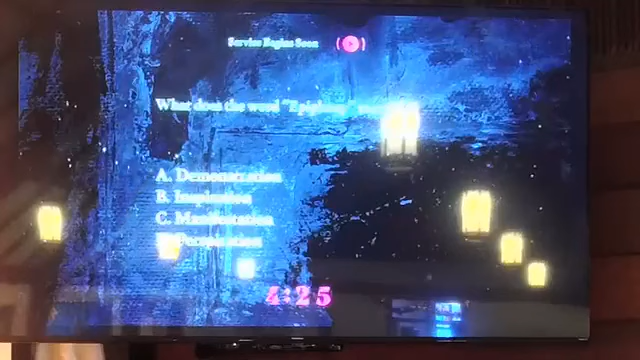 Service Begins Soon
What does the word "Epiphany"
A. Demonstration
B. Inspiration
C. Manifestation
4:25